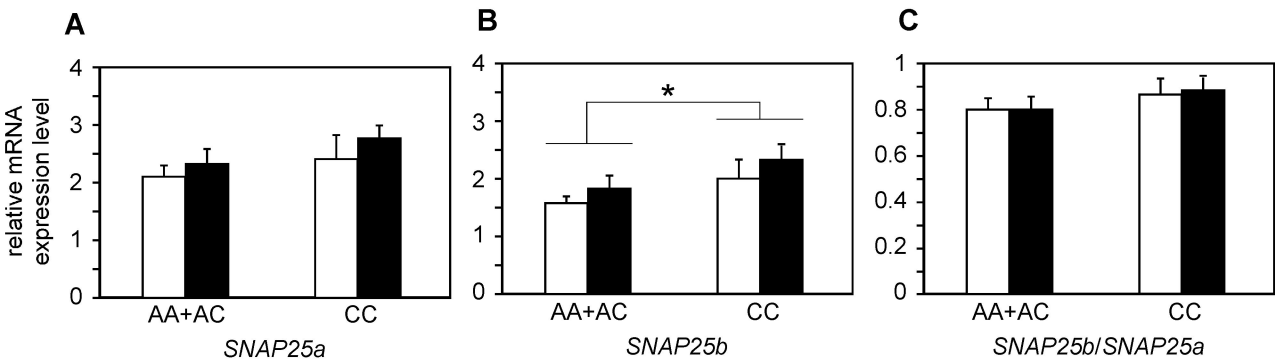 A
B
C
relative mRNA
expression level
4
3
2
1
0
AA+AC
CC
SNAP25a
4
3
2
1
0
*
AA+AC
CC
SNAP25b
1
0.8
0.6
0.4
0.2
0
AA+AC
CC
SNAP25b/SNAP25a